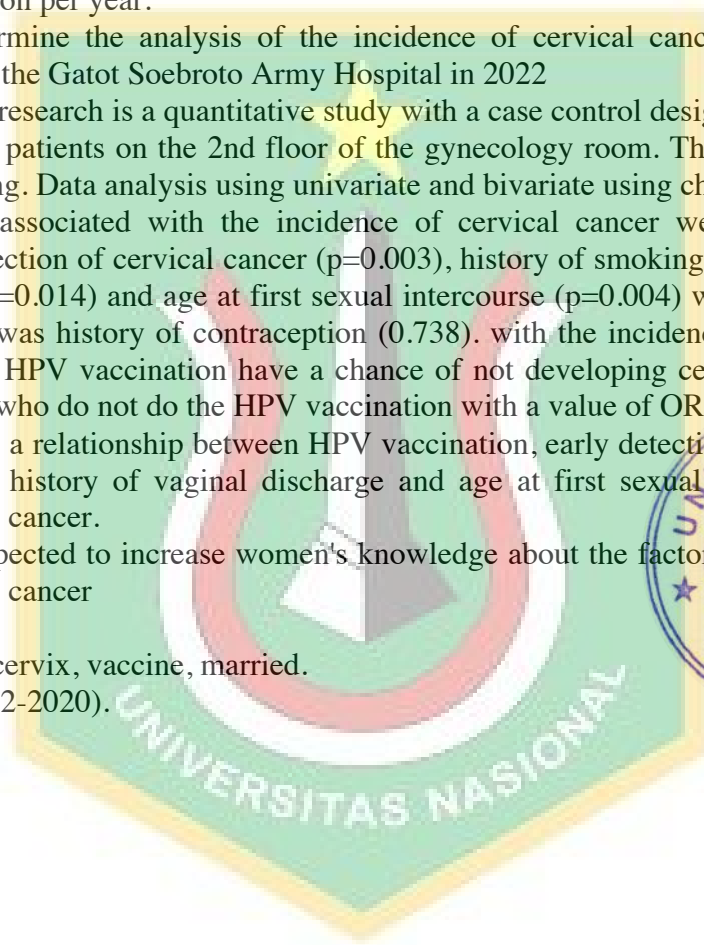 on per year.
rmine the analysis of the incidence of cervical canc
the Gatot Soebroto Army Hospital in 2022
research is a quantitative study with a case control desig
patients on the 2nd floor of the gynecology room. Th
ng. Data analysis using univariate and bivariate using ch
associated with the incidence of cervical cancer we
ection of cervical cancer (p=0.003), history of smoking
=0.014) and age at first sexual intercourse (p=0.004) w
was history of contraception (0.738). with the incidenc
HPV vaccination have a chance of not developing ce
who do not do the HPV vaccination with a value of OR
a relationship between HPV vaccination, early detecti
history of vaginal discharge and age at first sexual
cancer.
pected to increase women's knowledge about the factor
cancer
cervix, vaccine, married.
2-2020).
UNIVERSITAS NASIONAL
UN